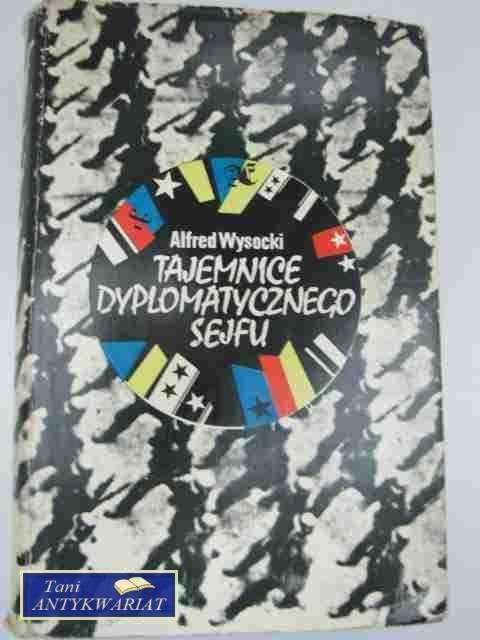 Alfred Wysocki
TAJEMNICE
DYPLOMATYCZNEGO
SEJFU
Tani
ANTYKWARIAT